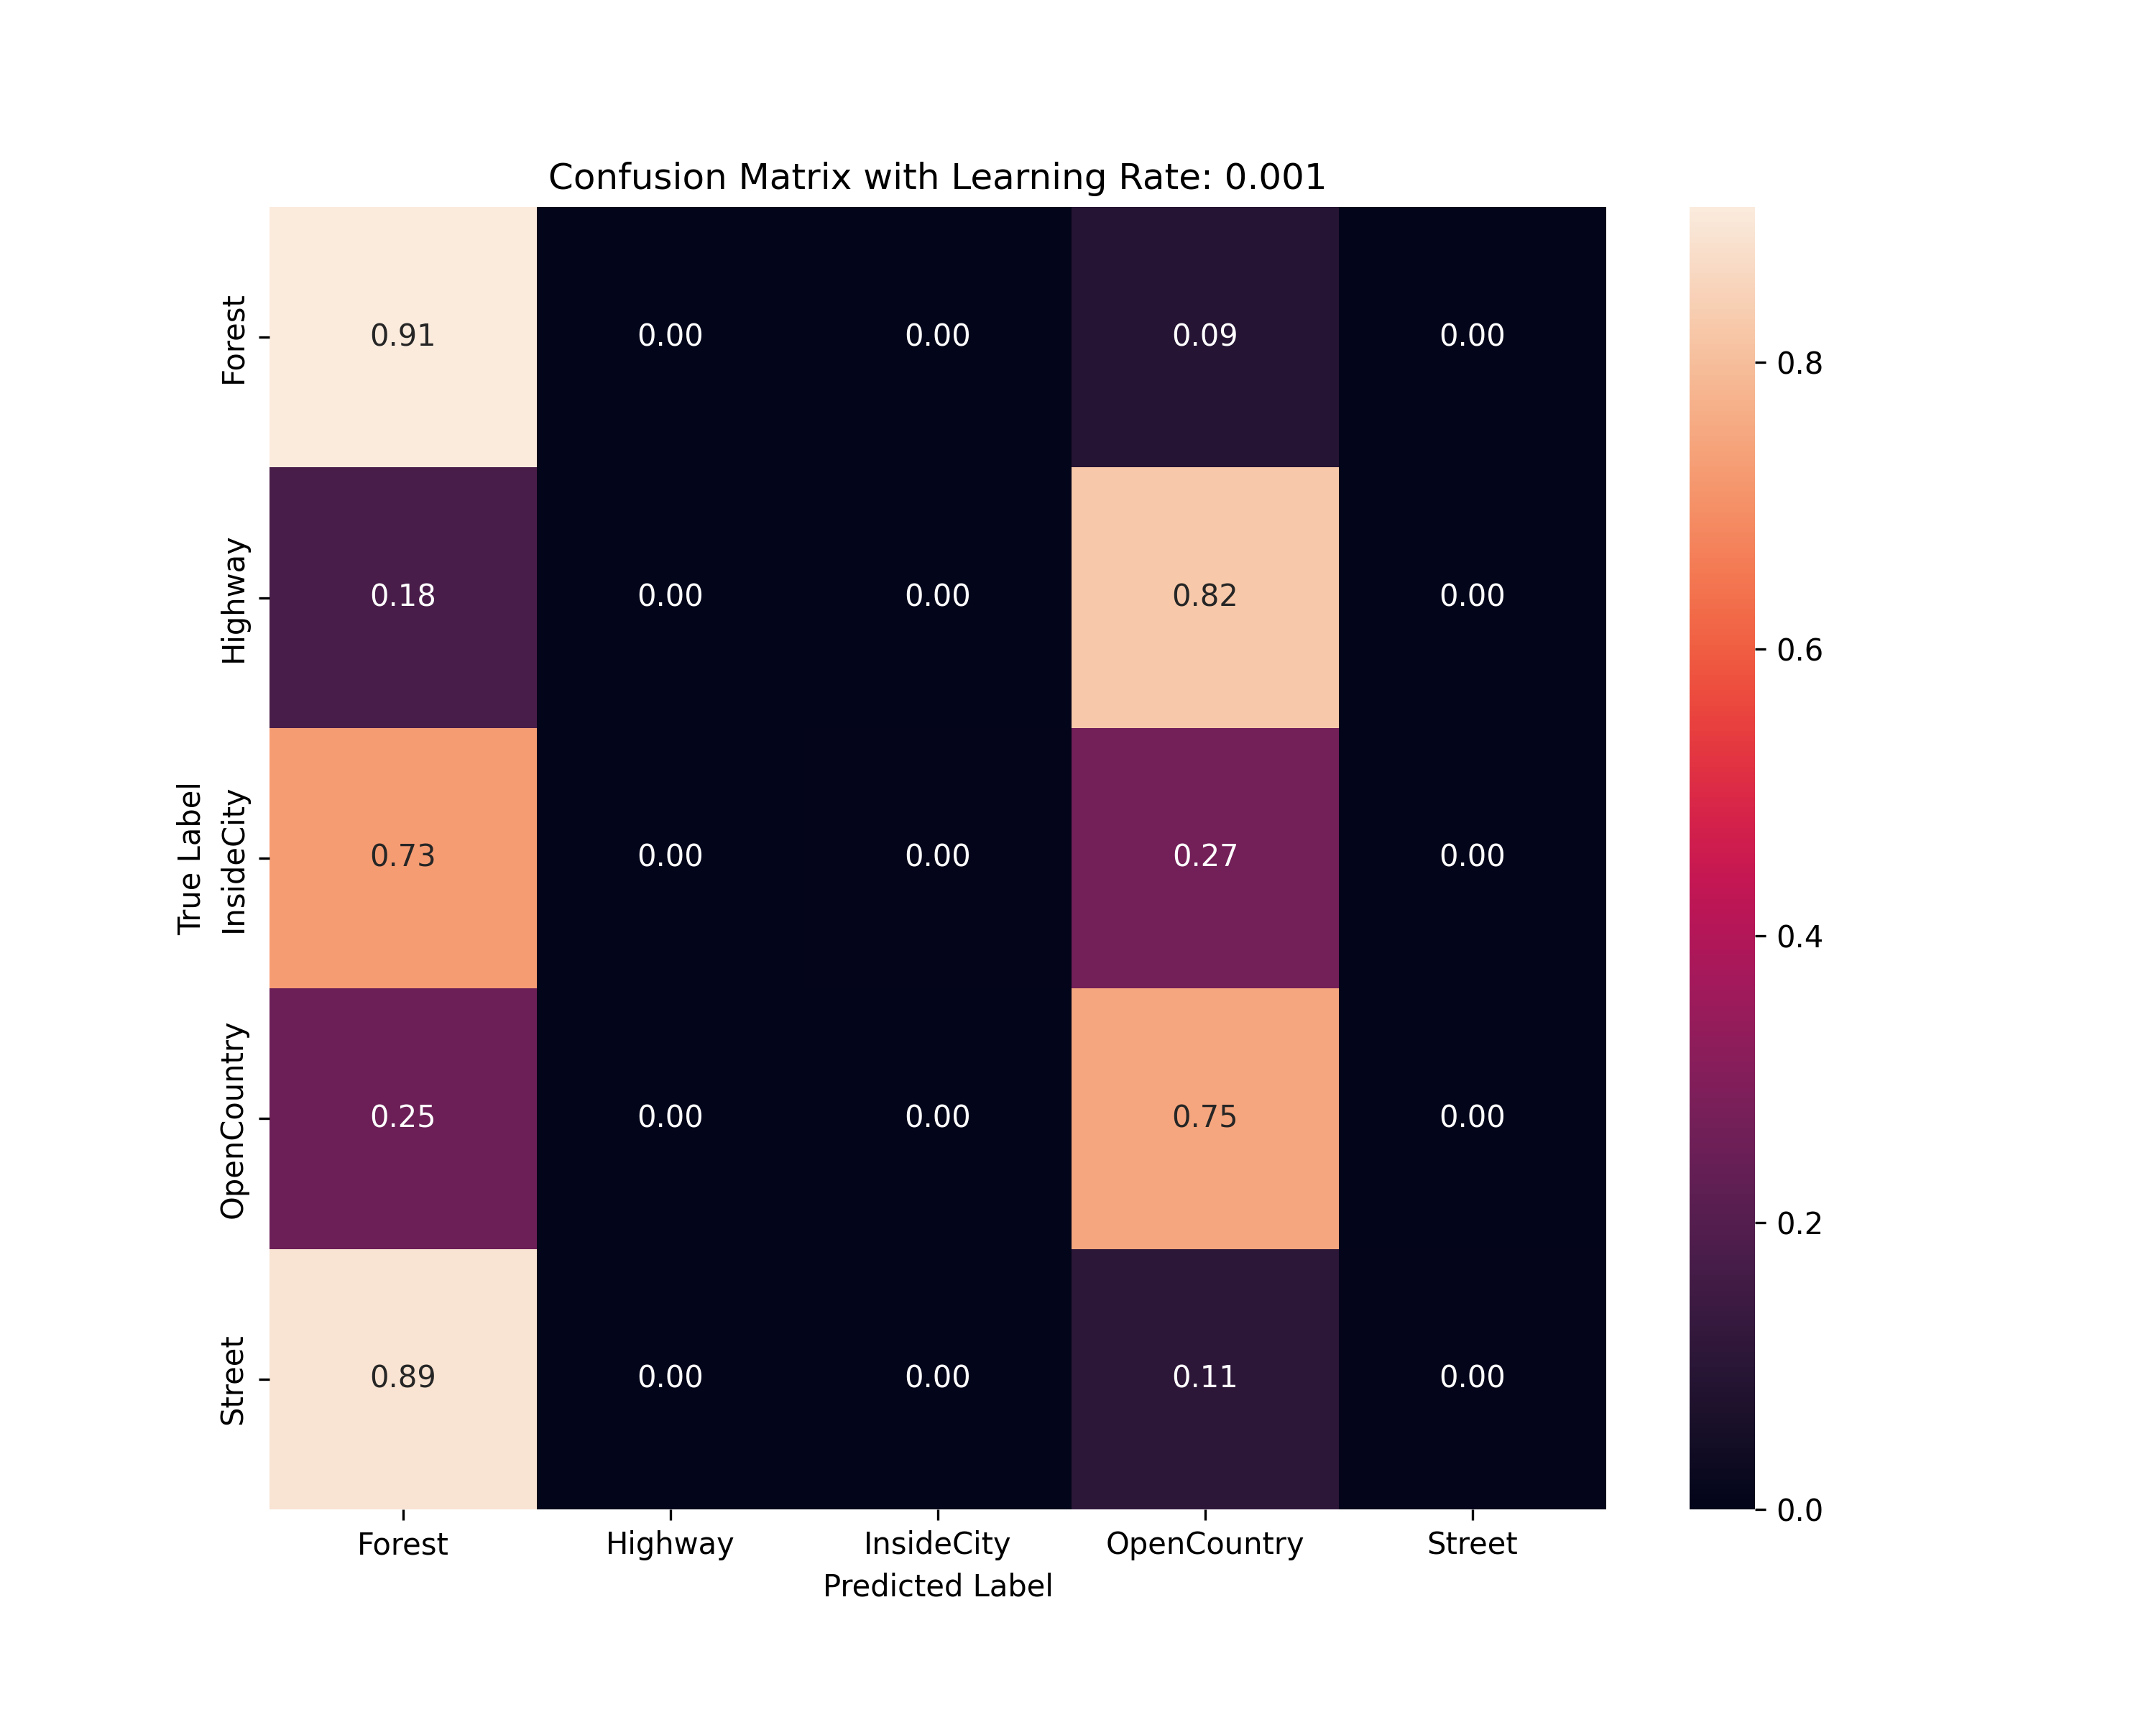 Confusion Matrix with Learning Rate: 0.001
True Label
Forest 0.91 0.00 0.00 0.09 0.00
Highway 0.18 0.00 0.00 0.82 0.00
InsideCity 0.73 0.00 0.00 0.27 0.00
OpenCountry 0.25 0.00 0.00 0.75 0.00
Street 0.89 0.00 0.00 0.11 0.00
Forest Highway InsideCity OpenCountry Street
Predicted Label
0.8
0.6
0.4
0.2
0.0